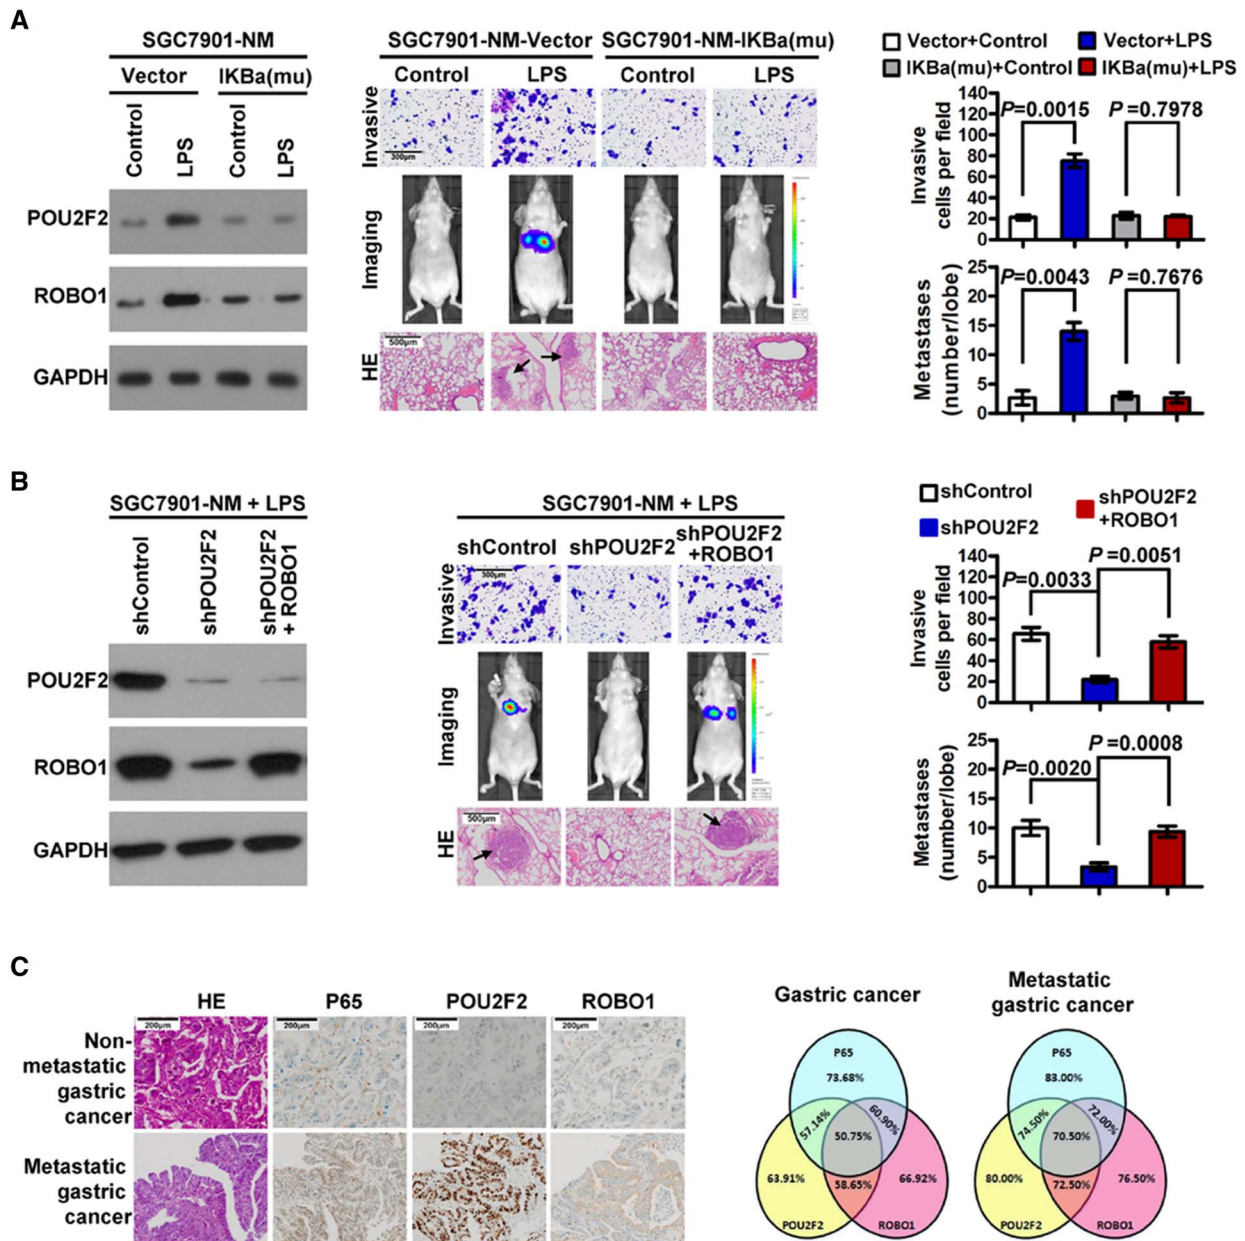 A
SGC7901-NM
Vector IKBa(mu)
Control LPS Control LPS
POU2F2
ROBO1
GAPDH
SGC7901-NM-Vector SGC7901-NM-IKBa(mu)
Control LPS Control LPS
Invasive
300μm
Imaging
HE
500μm
Vector+Control Vector+LPS
IKBa(mu)+Control IKBa(mu)+LPS
Invasive
cells per field
140
120
100
80
60
40
20
0
P=0.0015 P=0.7978
Metastases
(number/lobe)
25
20
15
10
5
0
P=0.0043 P=0.7676
B
SGC7901-NM + LPS
shControl
shPOU2F2
shPOU2F2
+ ROBO1
POU2F2
ROBO1
GAPDH
SGC7901-NM + LPS
shControl shPOU2F2 shPOU2F2
+ROBO1
Invasive
300μm
Imaging
HE
500μm
shControl
shPOU2F2
shPOU2F2
+ROBO1
Invasive
cells per field
140
120
100
80
60
40
20
0
P=0.0033
P=0.0051
Metastases
(number/lobe)
25
20
15
10
5
0
P=0.0020
P=0.0008
C
HE P65 POU2F2 ROBO1
200μm 200μm 200μm 200μm
Non-
metastatic
gastric
cancer
Metastatic
gastric
cancer
Gastric cancer
P65
73.68%
57.14%
60.90%
50.75%
63.91%
58.65%
66.92%
POU2F2
ROBO1
Metastatic
gastric cancer
P65
83.00%
74.50%
72.00%
70.50%
80.00%
72.50%
76.50%
POU2F2
ROBO1